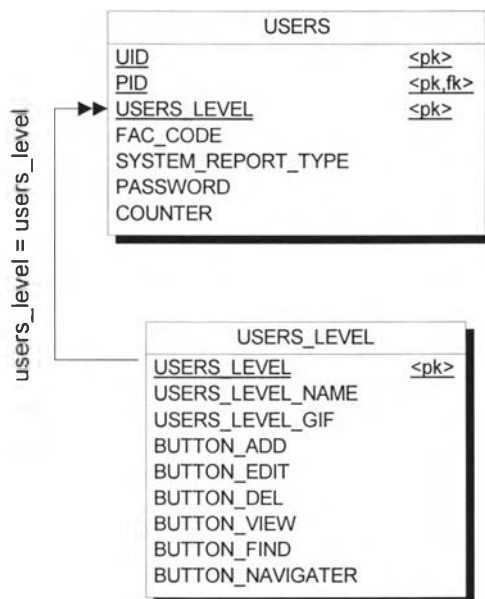 USERS
UID <pk>
PID <pk,fk>
USERS_LEVEL <pk>
FAC_CODE
SYSTEM_REPORT_TYPE
PASSWORD
COUNTER
users_level = users_level
USERS_LEVEL
USERS_LEVEL <pk>
USERS_LEVEL_NAME
USERS_LEVEL_GIF
BUTTON_ADD
BUTTON_EDIT
BUTTON_DEL
BUTTON_VIEW
BUTTON_FIND
BUTTON_NAVIGATER